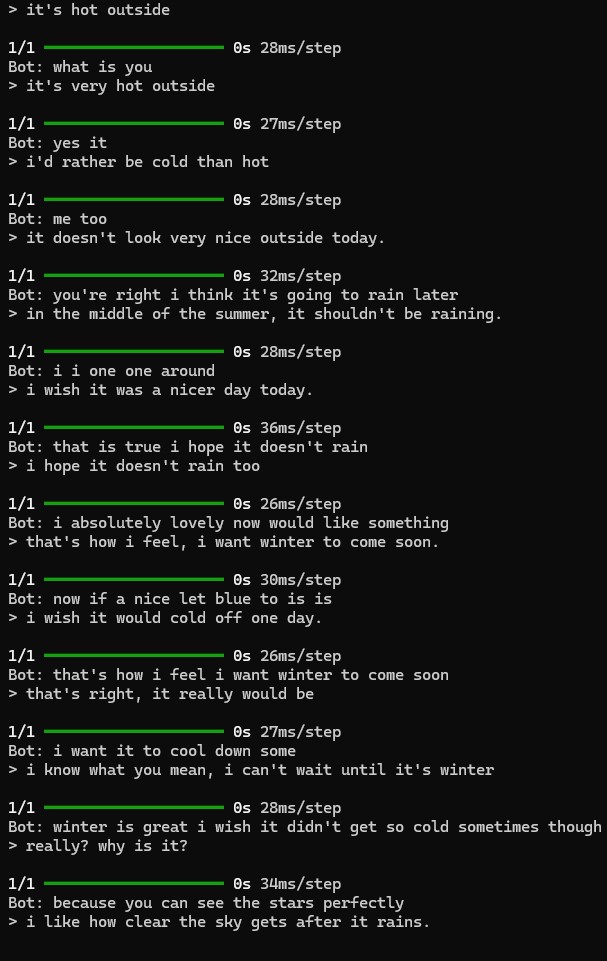 > it's hot outside
1/1 0s 28ms/step
Bot: what is you
> it's very hot outside
1/1 0s 27ms/step
Bot: yes it
> i'd rather be cold than hot
1/1 0s 28ms/step
Bot: me too
> it doesn't look very nice outside today.
1/1 0s 32ms/step
Bot: you're right i think it's going to rain later
> in the middle of the summer, it shouldn't be raining.
1/1 0s 28ms/step
Bot: i i one one around
> i wish it was a nicer day today.
1/1 0s 36ms/step
Bot: that is true i hope it doesn't rain
> i hope it doesn't rain too
1/1 0s 26ms/step
Bot: i absolutely lovely now would like something
> that's how i feel, i want winter to come soon.
1/1 0s 30ms/step
Bot: now if a nice let blue to is is
> i wish it would cold off one day.
1/1 0s 26ms/step
Bot: that's how i feel i want winter to come soon
> that's right, it really would be
1/1 0s 27ms/step
Bot: i want it to cool down some
> i know what you mean, i can't wait until it's winter
1/1 0s 28ms/step
Bot: winter is great i wish it didn't get so cold sometimes though
> really? why is it?
1/1 0s 34ms/step
Bot: because you can see the stars perfectly
> i like how clear the sky gets after it rains.